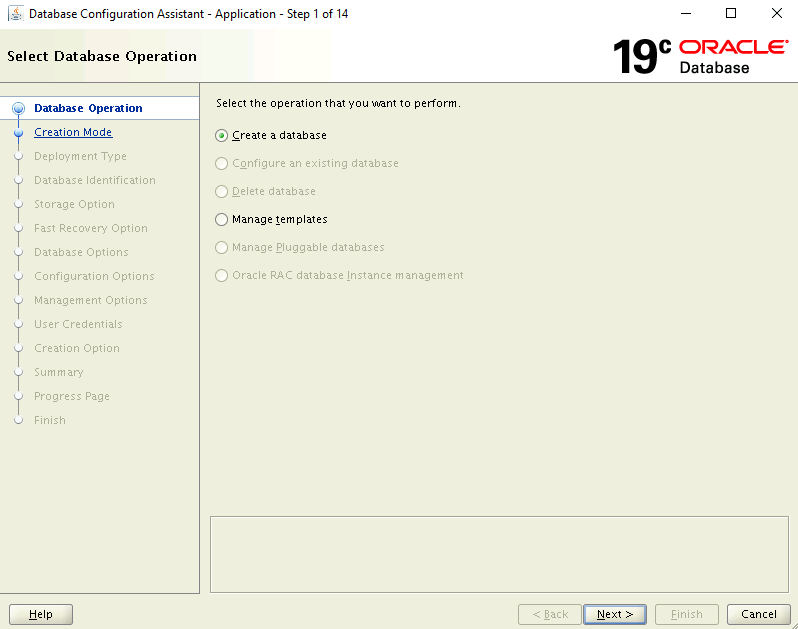 Database Configuration Assistant - Application - Step 1 of 14
Select Database Operation
19c ORACLE
Database
Database Operation
Creation Mode
Deployment Type
Database Identification
Storage Option
Fast Recovery Option
Database Options
Configuration Options
Management Options
User Credentials
Creation Option
Summary
Progress Page
Finish
Select the operation that you want to perform.
Create a database
Configure an existing database
Delete database
Manage templates
Manage Pluggable databases
Oracle RAC database Instance management
Help
< Back
Next >
Finish
Cancel